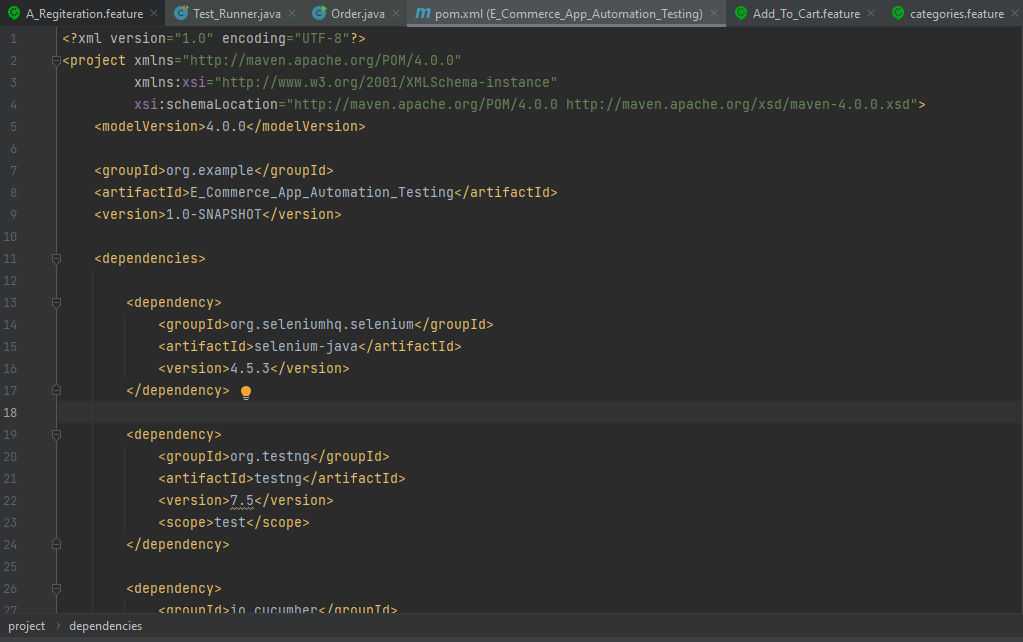 A_Regiteration.feature × Test_Runner.java × Order.java × pom.xml (E_Commerce_App_Automation_Testing) × Add_To_Cart.feature × categories.feature ×
1 <?xml version="1.0" encoding="UTF-8"?>
2 <project xmlns="http://maven.apache.org/POM/4.0.0"
3 xmlns:xsi="http://www.w3.org/2001/XMLSchema-instance"
4 xsi:schemaLocation="http://maven.apache.org/POM/4.0.0 http://maven.apache.org/xsd/maven-4.0.0.xsd">
5 <modelVersion>4.0.0</modelVersion>
6
7 <groupId>org.example</groupId>
8 <artifactId>E_Commerce_App_Automation_Testing</artifactId>
9 <version>1.0-SNAPSHOT</version>
10
11 <dependencies>
12
13 <dependency>
14 <groupId>org.seleniumhq.selenium</groupId>
15 <artifactId>selenium-java</artifactId>
16 <version>4.5.3</version>
17 </dependency>
18
19 <dependency>
20 <groupId>org.testng</groupId>
21 <artifactId>testng</artifactId>
22 <version>7.5</version>
23 <scope>test</scope>
24 </dependency>
25
26 <dependency>
27 <groupId>io.cucumber</groupId>
project > dependencies